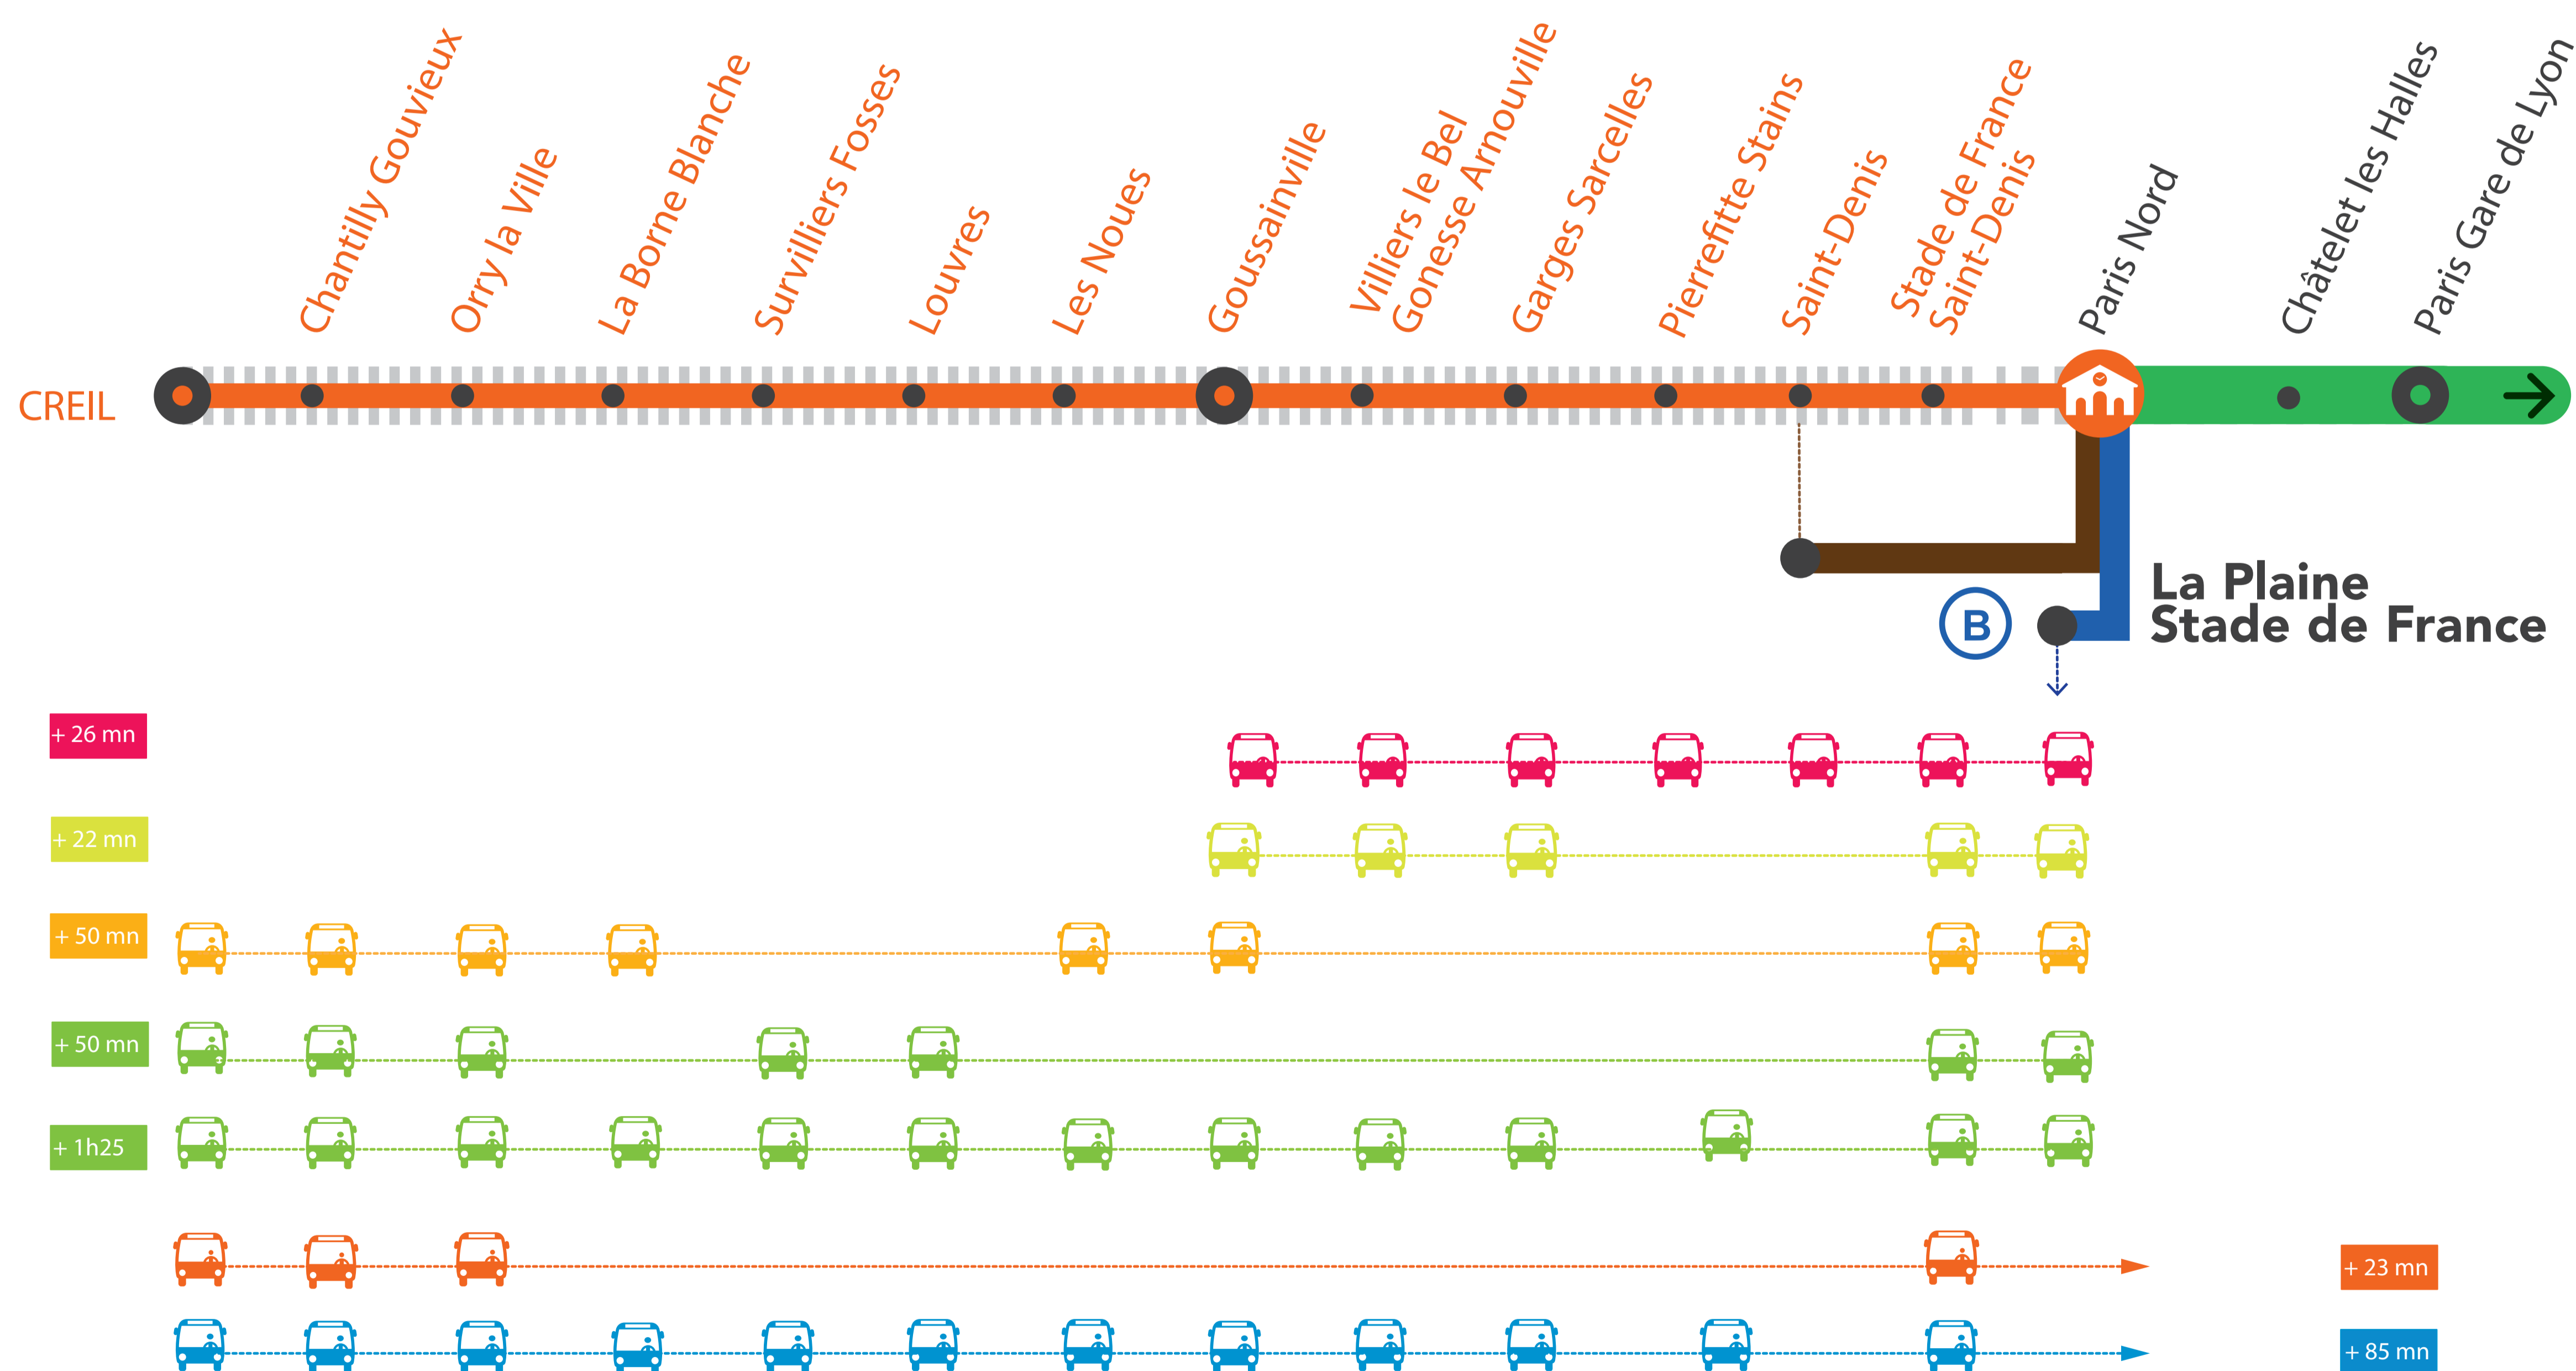 Chantilly Gouvieux
Orry la Ville
La Borne Blanche
Survilliers Fosses
Louvres
Les Noues
Goussainville
Villiers le Bel
Gonesse Arnouville
Garges Sarcelles
Pierrefitte Stains
Saint-Denis
Stade de France
Saint-Denis
Paris Nord
Châtelet les Halles
Paris Gare de Lyon
CREIL
B
La Plaine
Stade de France
+ 26 mn
+ 22 mn
+ 50 mn
+ 50 mn
+ 1h25
+ 23 mn
+ 85 mn